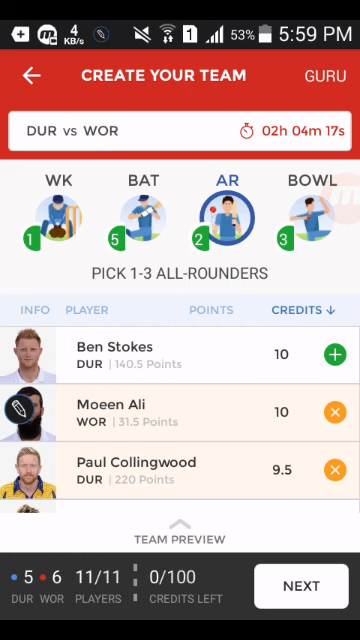 4 KB/s 1 53% 5:59 PM
CREATE YOUR TEAM GURU
DUR vs WOR 02h 04m 17s
WK BAT AR BOWL
1 5 2 3
PICK 1-3 ALL-ROUNDERS
INFO PLAYER POINTS CREDITS ↓
Ben Stokes
DUR | 140.5 Points 10
Moeen Ali
WOR | 31.5 Points 10
Paul Collingwood
DUR | 220 Points 9.5
TEAM PREVIEW
5 6 11/11 0/100 NEXT
DUR WOR PLAYERS CREDITS LEFT